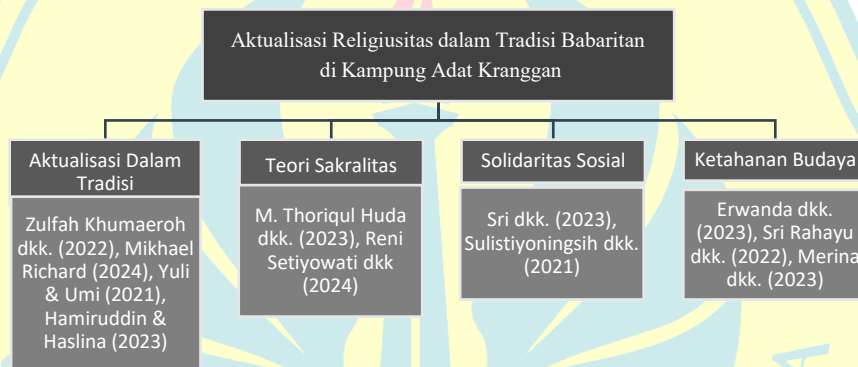 Aktualisasi Religiusitas dalam Tradisi Babaritan
di Kampung Adat Kranggan
Aktualisasi Dalam
Tradisi
Zulfah Khumaeroh
dkk. (2022), Mikhael
Richard (2024), Yuli
& Umi (2021),
Hamiruddin &
Haslina (2023)
Teori Sakralitas
M. Thoriqul Huda
dkk. (2023), Reni
Setiyowati dkk
(2024)
Solidaritas Sosial
Sri dkk. (2023),
Sulistiyoningsih dkk.
(2021)
Ketahanan Budaya
Erwanda dkk.
(2023), Sri Rahayu
dkk. (2022), Merina
dkk. (2023)